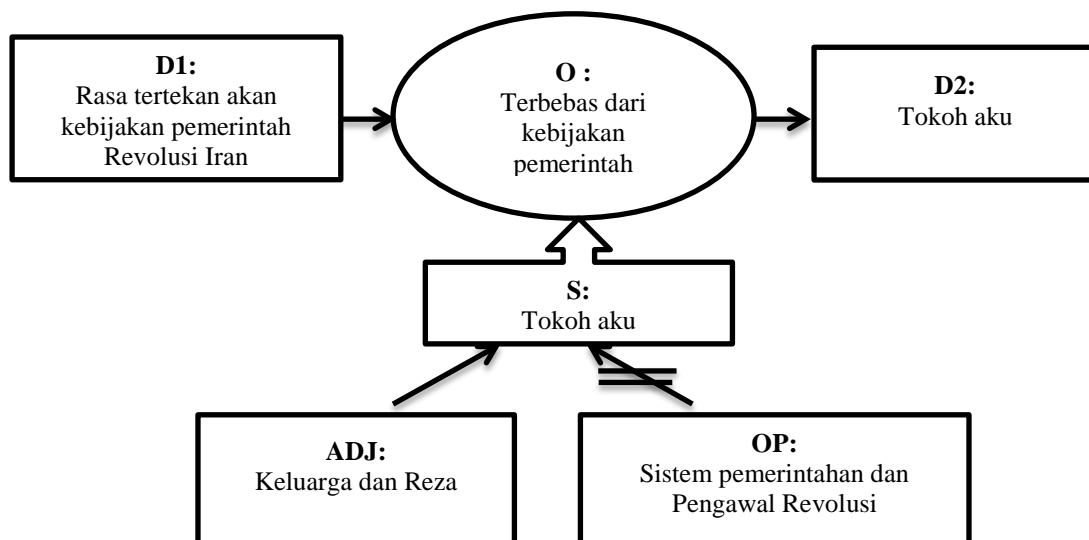 D1:
Rasa tertekan akan
kebijakan pemerintah
Revolusi Iran
O :
Terbebas dari
kebijakan
pemerintah
D2:
Tokoh aku
S:
Tokoh aku
ADJ:
Keluarga dan Reza
OP:
Sistem pemerintahan dan
Pengawal Revolusi